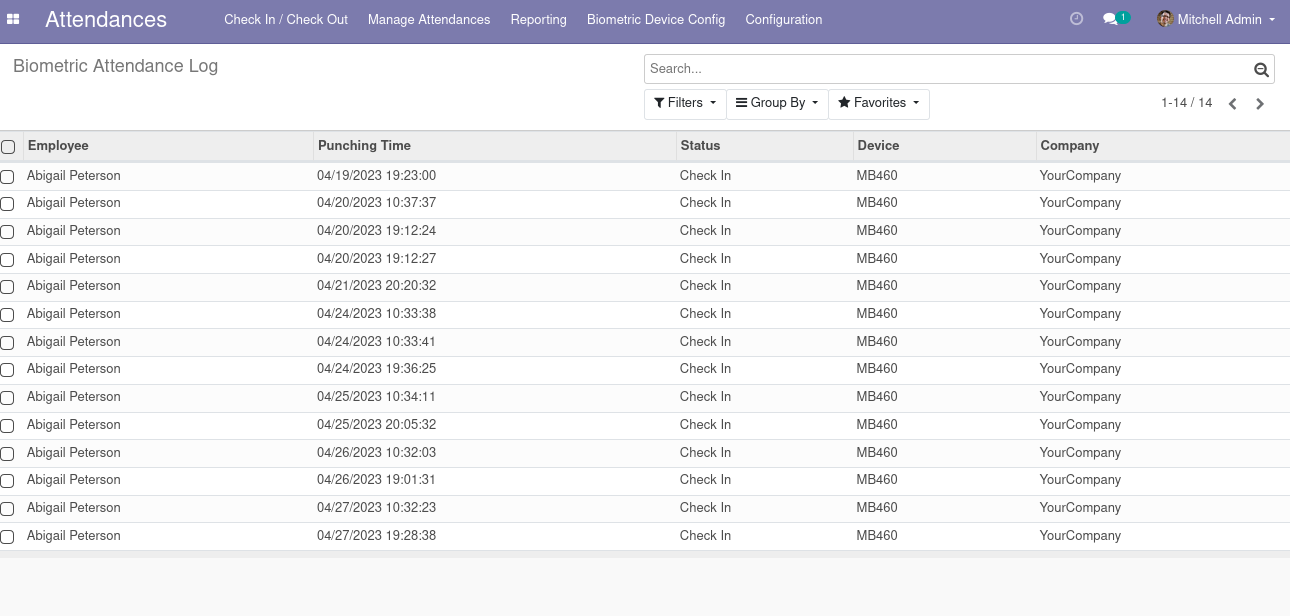 Attendances Check In / Check Out Manage Attendances Reporting Biometric Device Config Configuration 1 Mitchell Admin
Biometric Attendance Log Search...
Filters Group By Favorites 1-14 / 14
Employee Punching Time Status Device Company
Abigail Peterson 04/19/2023 19:23:00 Check In MB460 YourCompany
Abigail Peterson 04/20/2023 10:37:37 Check In MB460 YourCompany
Abigail Peterson 04/20/2023 19:12:24 Check In MB460 YourCompany
Abigail Peterson 04/20/2023 19:12:27 Check In MB460 YourCompany
Abigail Peterson 04/21/2023 20:20:32 Check In MB460 YourCompany
Abigail Peterson 04/24/2023 10:33:38 Check In MB460 YourCompany
Abigail Peterson 04/24/2023 10:33:41 Check In MB460 YourCompany
Abigail Peterson 04/24/2023 19:36:25 Check In MB460 YourCompany
Abigail Peterson 04/25/2023 10:34:11 Check In MB460 YourCompany
Abigail Peterson 04/25/2023 20:05:32 Check In MB460 YourCompany
Abigail Peterson 04/26/2023 10:32:03 Check In MB460 YourCompany
Abigail Peterson 04/26/2023 19:01:31 Check In MB460 YourCompany
Abigail Peterson 04/27/2023 10:32:23 Check In MB460 YourCompany
Abigail Peterson 04/27/2023 19:28:38 Check In MB460 YourCompany